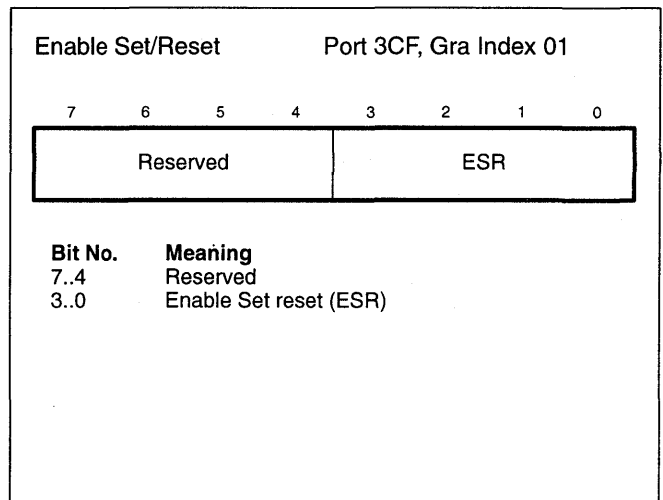 Enable Set/Reset Port 3CF, Gra Index 01
7 6 5 4 3 2 1 0
Reserved ESR
Bit No. Meaning
7..4 Reserved
3..0 Enable Set reset (ESR)